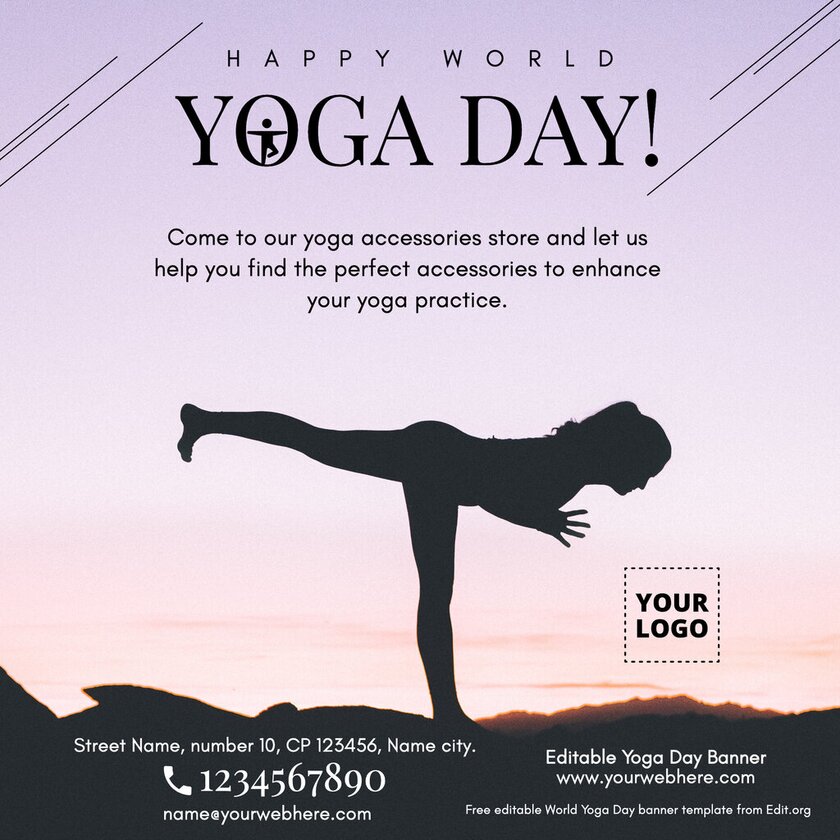 HAPPY WORLD
YOGA DAY!
Come to our yoga accessories store and let us
help you find the perfect accessories to enhance
your yoga practice.
YOUR
LOGO
Street Name, number 10, CP 123456, Name city.
1234567890
name@yourwebhere.com
Editable Yoga Day Banner
www.yourwebhere.com
Free editable World Yoga Day banner template from Edit.org